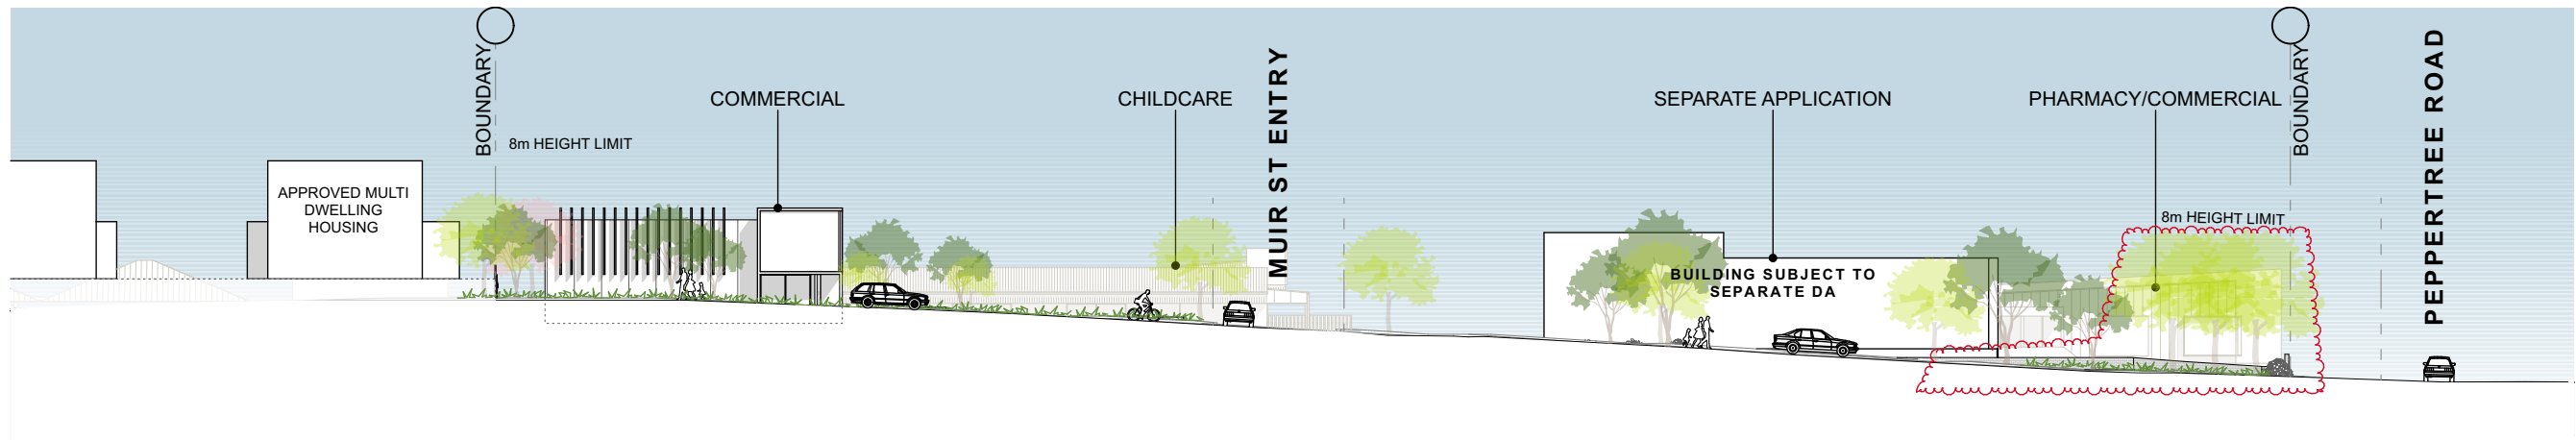 BOUNDARY
8m HEIGHT LIMIT
COMMERCIAL
CHILDCARE
MUIR ST ENTRY
SEPARATE APPLICATION
PHARMACY/COMMERCIAL
BOUNDARY
PEPPERTREE ROAD
APPROVED MULTI
DWELLING
HOUSING
8m HEIGHT LIMIT
BUILDING SUBJECT TO
SEPARATE DA